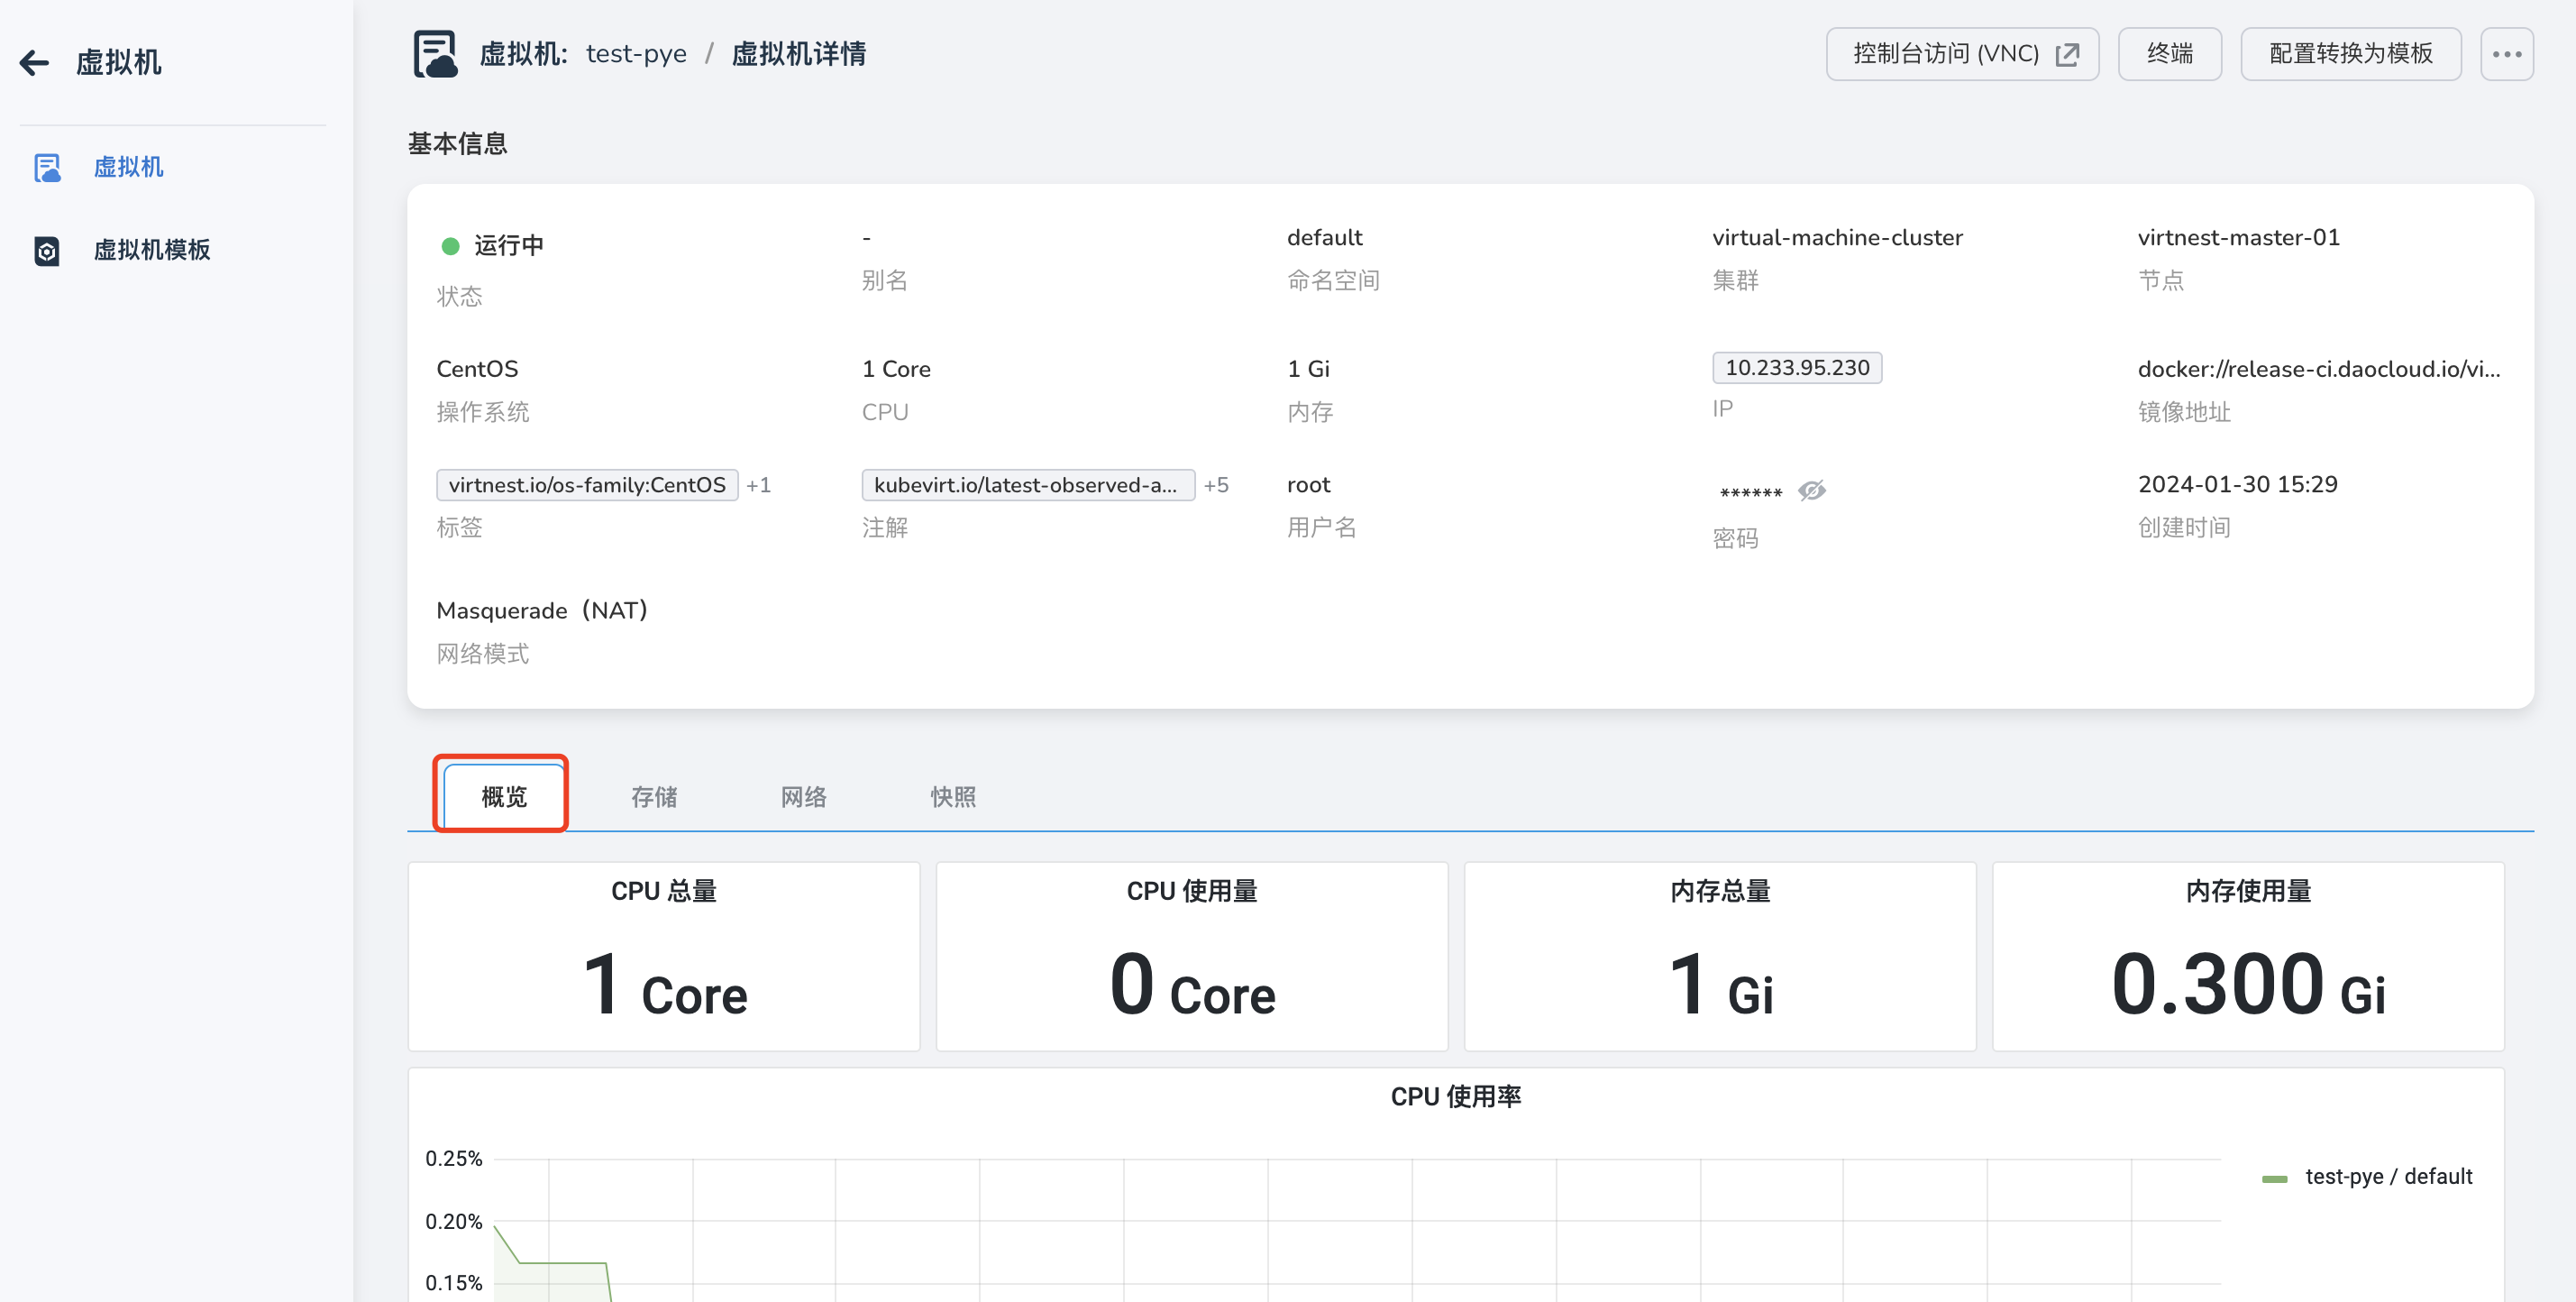 虚拟机
虚拟机
虚拟机模板
虚拟机: test-pye / 虚拟机详情
控制台访问 (VNC)
终端
配置转换为模板
基本信息
运行中
状态
-
别名
default
命名空间
virtual-machine-cluster
集群
virtnest-master-01
节点
CentOS
操作系统
1 Core
CPU
1 Gi
内存
10.233.95.230
IP
docker://release-ci.daocloud.io/vi...
镜像地址
virtnest.io/os-family:CentOS +1
标签
kubevirt.io/latest-observed-a... +5
注解
root
用户名
******
密码
2024-01-30 15:29
创建时间
Masquerade（NAT）
网络模式
概览
存储
网络
快照
CPU 总量
1 Core
CPU 使用量
0 Core
内存总量
1 Gi
内存使用量
0.300 Gi
CPU 使用率
0.25%
0.20%
0.15%
test-pye / default